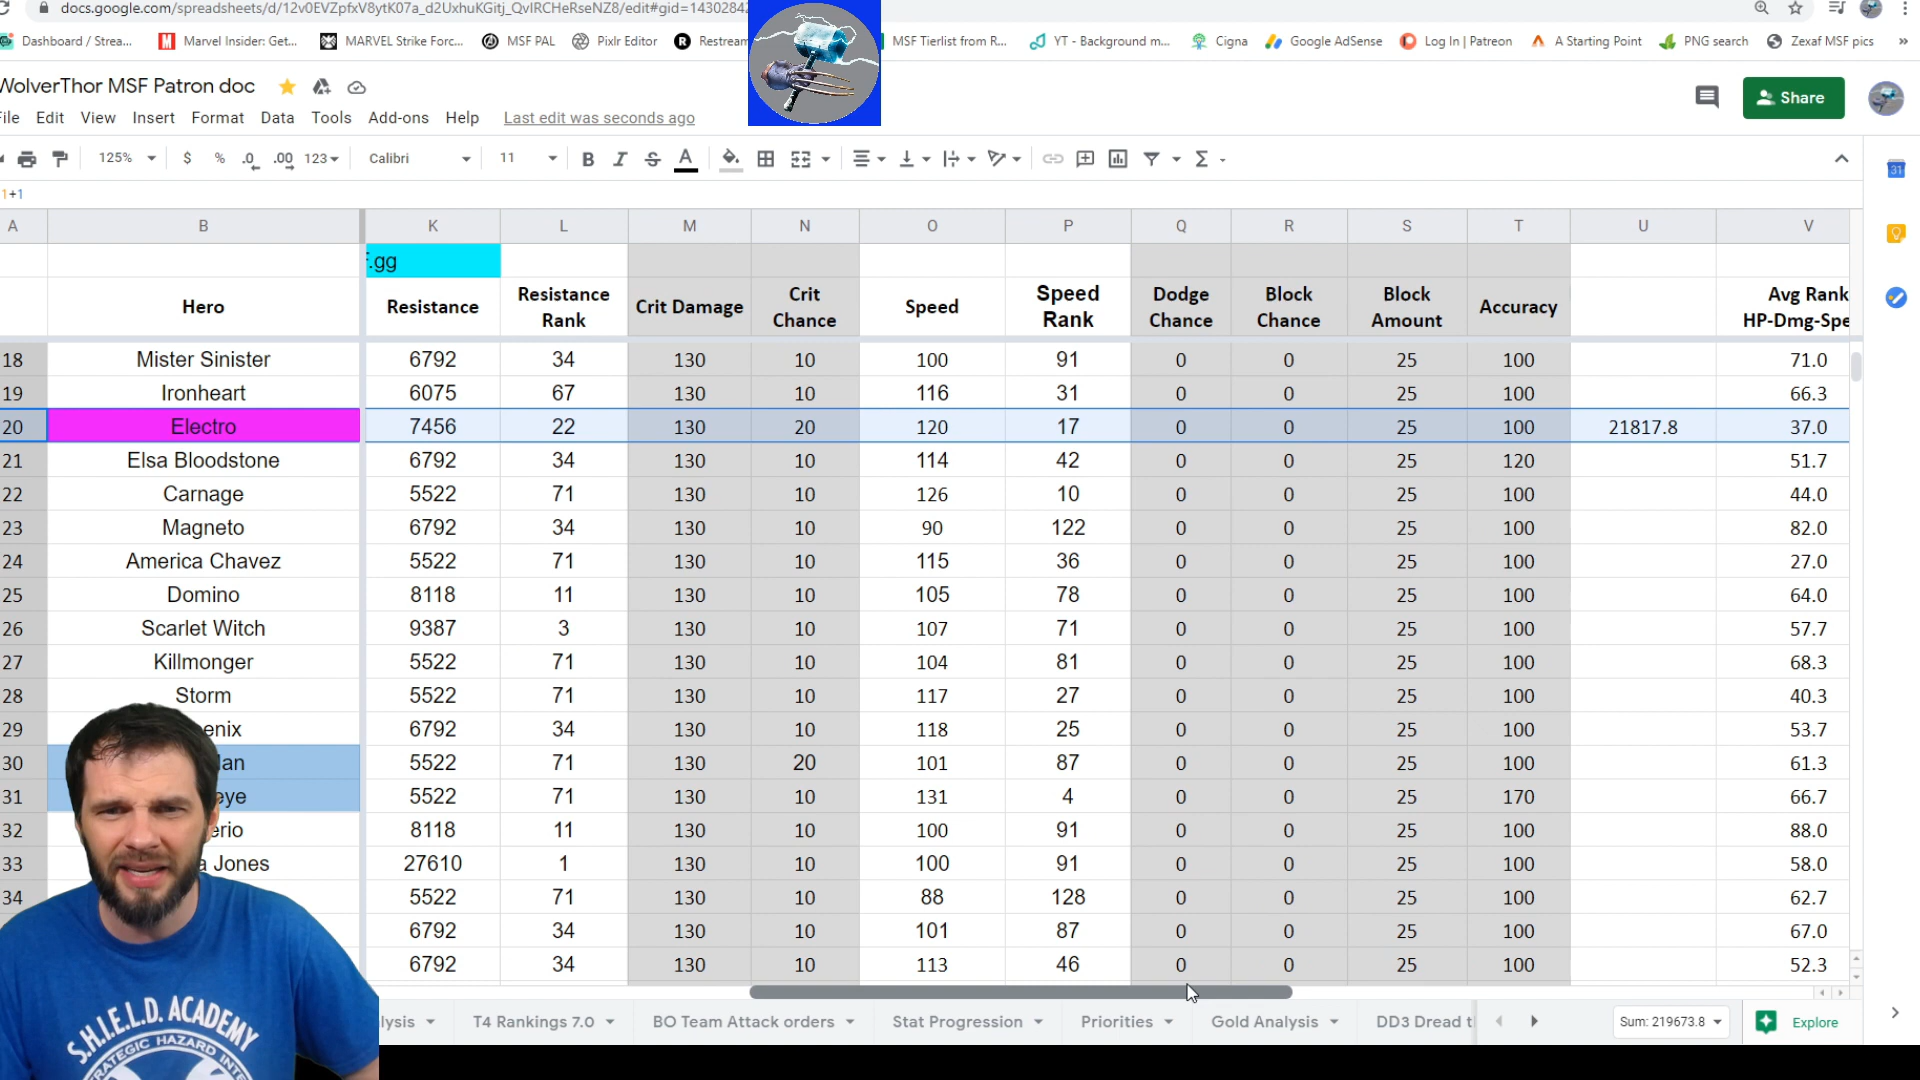 docs.google.com/spreadsheets/d/12v0EVZpfxV8ytK07a_d2UxhuKGitj_QvIRCHeRseNZ8/edit#gid=14302842
Dashboard / Strea... Marvel Insider: Get... MARVEL Strike Forc... MSF PAL Pixlr Editor Restream MSF Tierlist from R... YT - Background m... Cigna Google AdSense Log In | Patreon A Starting Point PNG search Zexaf MSF pics »
WolverThor MSF Patron doc
File Edit View Insert Format Data Tools Add-ons Help Last edit was seconds ago
Share
125% $ % .0 .00 123 Calibri 11 B I S A Σ
1+1
31
A B K L M N O P Q R S T U V
.gg
Hero Resistance Resistance Rank Crit Damage Crit Chance Speed Speed Rank Dodge Chance Block Chance Block Amount Accuracy Avg Rank HP-Dmg-Spe
18 Mister Sinister 6792 34 130 10 100 91 0 0 25 100 71.0
19 Ironheart 6075 67 130 10 116 31 0 0 25 100 66.3
20 Electro 7456 22 130 20 120 17 0 0 25 100 21817.8 37.0
21 Elsa Bloodstone 6792 34 130 10 114 42 0 0 25 120 51.7
22 Carnage 5522 71 130 10 126 10 0 0 25 100 44.0
23 Magneto 6792 34 130 10 90 122 0 0 25 100 82.0
24 America Chavez 5522 71 130 10 115 36 0 0 25 100 27.0
25 Domino 8118 11 130 10 105 78 0 0 25 100 64.0
26 Scarlet Witch 9387 3 130 10 107 71 0 0 25 100 57.7
27 Killmonger 5522 71 130 10 104 81 0 0 25 100 68.3
28 Storm 5522 71 130 10 117 27 0 0 25 100 40.3
29 enix 6792 34 130 10 118 25 0 0 25 100 53.7
30 an 5522 71 130 20 101 87 0 0 25 100 61.3
31 eye 5522 71 130 10 131 4 0 0 25 170 66.7
32 erio 8118 11 130 10 100 91 0 0 25 100 88.0
33 a Jones 27610 1 130 10 100 91 0 0 25 100 58.0
34 5522 71 130 10 88 128 0 0 25 100 62.7
6792 34 130 10 101 87 0 0 25 100 67.0
6792 34 130 10 113 46 0 0 25 100 52.3
lysis T4 Rankings 7.0 BO Team Attack orders Stat Progression Priorities Gold Analysis DD3 Dread t Sum: 219673.8 Explore
S.H.I.E.L.D. ACADEMY
STRATEGIC HAZARD INTE